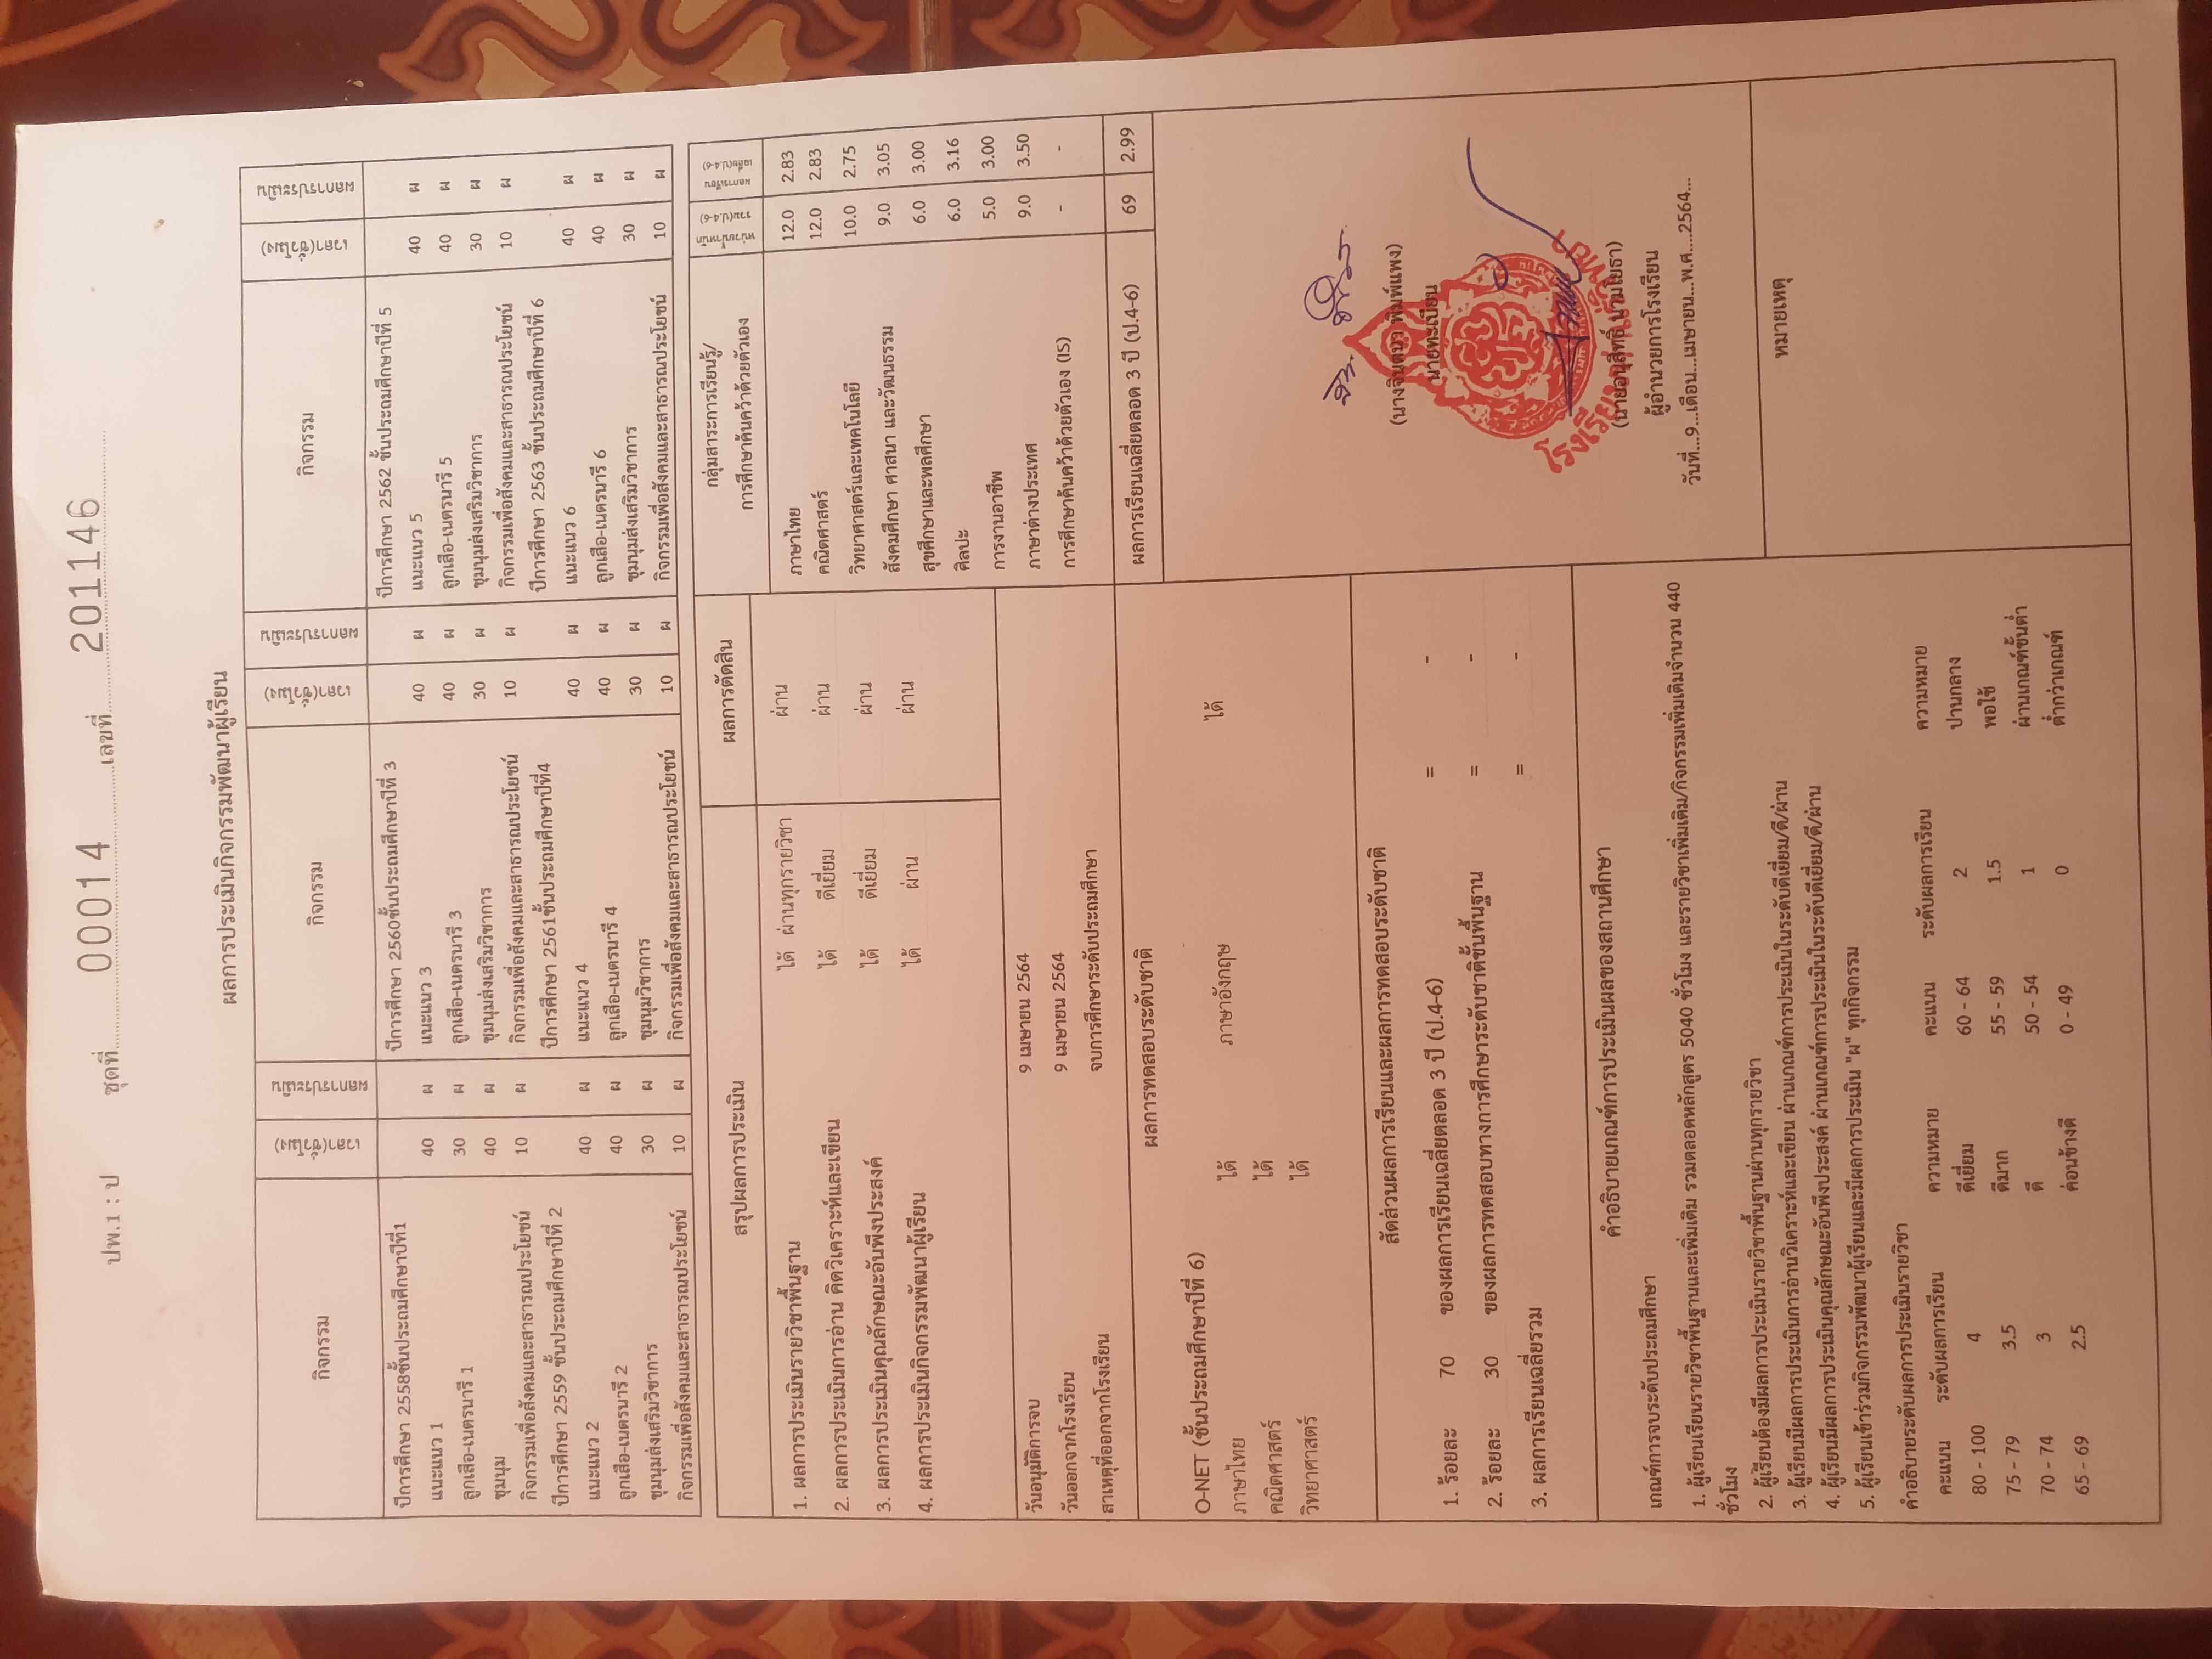 ปพ.1 : ป ชุดที่ 00014 เลขที่ 201146
ผลการประเมินกิจกรรมพัฒนาผู้เรียน
กิจกรรม เวลา(ชั่วโมง) ผลการประเมิน กิจกรรม เวลา(ชั่วโมง) ผลการประเมิน กิจกรรม เวลา(ชั่วโมง) ผลการประเมิน
ปีการศึกษา 2558ชั้นประถมศึกษาปีที่1 ปีการศึกษา 2560ชั้นประถมศึกษาปีที่ 3 ปีการศึกษา 2562 ชั้นประถมศึกษาปีที่ 5
แนะแนว 1 40 ผ แนะแนว 3 40 ผ แนะแนว 5 40 ผ
ลูกเสือ-เนตรนารี 1 30 ผ ลูกเสือ-เนตรนารี 3 40 ผ ลูกเสือ-เนตรนารี 5 40 ผ
ชุมนุม 40 ผ ชุมนุมส่งเสริมวิชาการ 30 ผ ชุมนุมส่งเสริมวิชาการ 30 ผ
กิจกรรมเพื่อสังคมและสาธารณประโยชน์ 10 ผ กิจกรรมเพื่อสังคมและสาธารณประโยชน์ 10 ผ กิจกรรมเพื่อสังคมและสาธารณประโยชน์ 10 ผ
ปีการศึกษา 2559 ชั้นประถมศึกษาปีที่ 2 ปีการศึกษา 2561ชั้นประถมศึกษาปีที่4 ปีการศึกษา 2563 ชั้นประถมศึกษาปีที่ 6
แนะแนว 2 40 ผ แนะแนว 4 40 ผ แนะแนว 6 40 ผ
ลูกเสือ-เนตรนารี 2 40 ผ ลูกเสือ-เนตรนารี 4 40 ผ ลูกเสือ-เนตรนารี 6 40 ผ
ชุมนุมส่งเสริมวิชาการ 30 ผ ชุมนุมวิชาการ 30 ผ ชุมนุมส่งเสริมวิชาการ 30 ผ
กิจกรรมเพื่อสังคมและสาธารณประโยชน์ 10 ผ กิจกรรมเพื่อสังคมและสาธารณประโยชน์ 10 ผ กิจกรรมเพื่อสังคมและสาธารณประโยชน์ 10 ผ
สรุปผลการประเมิน ผลการตัดสิน
1. ผลการประเมินรายวิชาพื้นฐาน ได้ ผ่านทุกรายวิชา ผ่าน
2. ผลการประเมินการอ่าน คิดวิเคราะห์และเขียน ได้ ดีเยี่ยม ผ่าน
3. ผลการประเมินคุณลักษณะอันพึงประสงค์ ได้ ดีเยี่ยม ผ่าน
4. ผลการประเมินกิจกรรมพัฒนาผู้เรียน ได้ ผ่าน ผ่าน
วันอนุมัติการจบ 9 เมษายน 2564
วันออกจากโรงเรียน 9 เมษายน 2564
สาเหตุที่ออกจากโรงเรียน จบการศึกษาระดับประถมศึกษา
ผลการทดสอบระดับชาติ
O-NET (ชั้นประถมศึกษาปีที่ 6)
ภาษาไทย ได้ ภาษาอังกฤษ ได้
คณิตศาสตร์ ได้
วิทยาศาสตร์ ได้
สัดส่วนผลการเรียนและผลการทดสอบระดับชาติ
1. ร้อยละ 70 ของผลการเรียนเฉลี่ยตลอด 3 ปี (ป.4-6) = -
2. ร้อยละ 30 ของผลการทดสอบทางการศึกษาระดับชาติขั้นพื้นฐาน = -
3. ผลการเรียนเฉลี่ยรวม = -
คำอธิบายเกณฑ์การประเมินผลของสถานศึกษา
เกณฑ์การจบระดับประถมศึกษา
1. ผู้เรียนเรียนรายวิชาพื้นฐานและเพิ่มเติม รวมตลอดหลักสูตร 5040 ชั่วโมง และรายวิชาเพิ่มเติม/กิจกรรมเพิ่มเติมจำนวน 440
ชั่วโมง
2. ผู้เรียนต้องมีผลการประเมินรายวิชาพื้นฐานผ่านทุกรายวิชา
3. ผู้เรียนมีผลการประเมินการอ่านวิเคราะห์และเขียน ผ่านเกณฑ์การประเมินในระดับดีเยี่ยม/ดี/ผ่าน
4. ผู้เรียนมีผลการประเมินคุณลักษณะอันพึงประสงค์ ผ่านเกณฑ์การประเมินในระดับดีเยี่ยม/ดี/ผ่าน
5. ผู้เรียนเข้าร่วมกิจกรรมพัฒนาผู้เรียนและมีผลการประเมิน "ผ" ทุกกิจกรรม
คำอธิบายระดับผลการประเมินรายวิชา
คะแนน ระดับผลการเรียน ความหมาย คะแนน ระดับผลการเรียน ความหมาย
80 - 100 4 ดีเยี่ยม 60 - 64 2 ปานกลาง
75 - 79 3.5 ดีมาก 55 - 59 1.5 พอใช้
70 - 74 3 ดี 50 - 54 1 ผ่านเกณฑ์ขั้นต่ำ
65 - 69 2.5 ค่อนข้างดี 0 - 49 0 ต่ำกว่าเกณฑ์
กลุ่มสาระการเรียนรู้/ หน่วยน้ำหนัก ผลการเรียน
การศึกษาค้นคว้าด้วยตัวเอง รวม(ป.4-6) เฉลี่ย(ป.4-6)
ภาษาไทย 12.0 2.83
คณิตศาสตร์ 12.0 2.83
วิทยาศาสตร์และเทคโนโลยี 10.0 2.75
สังคมศึกษา ศาสนา และวัฒนธรรม 9.0 3.05
สุขศึกษาและพลศึกษา 6.0 3.00
ศิลปะ 6.0 3.16
การงานอาชีพ 5.0 3.00
ภาษาต่างประเทศ 9.0 3.50
การศึกษาค้นคว้าด้วยตัวเอง (IS) - -
ผลการเรียนเฉลี่ยตลอด 3 ปี (ป.4-6) 69 2.99
(นางจินตนา พิมพ์แพง)
นายทะเบียน
(นายอนุสิทธิ์ นามโยธา)
ผู้อำนวยการโรงเรียน
วันที่...9...เดือน...เมษายน...พ.ศ....2564...
หมายเหตุ